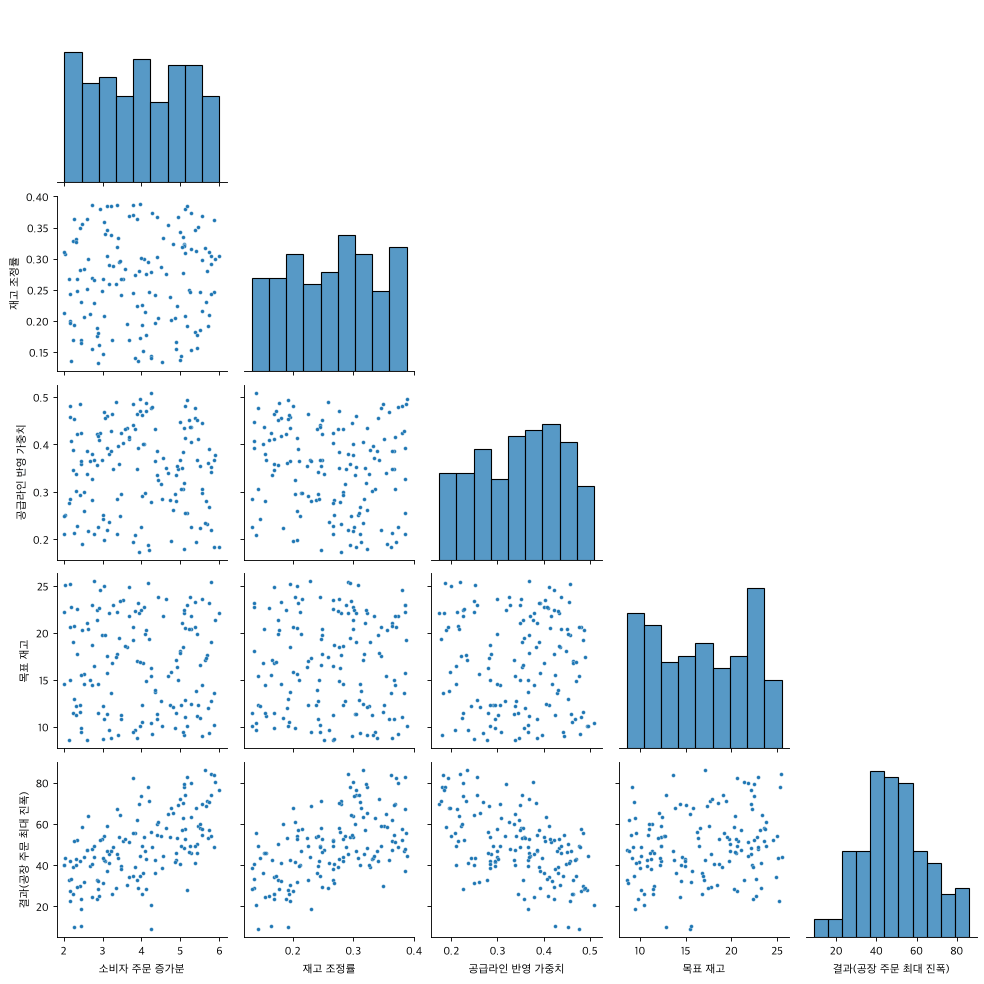 0.40
0.35
0.30
0.25
0.20
0.15
재고 조정률
0.5
0.4
0.3
0.2
공급라인 반영 가중치
25
20
15
10
목표 재고
80
60
40
20
결과(공장 주문 최대 진폭)
2 3 4 5 6
소비자 주문 증가분
0.2 0.3 0.4
재고 조정률
0.2 0.3 0.4 0.5
공급라인 반영 가중치
10 15 20 25
목표 재고
20 40 60 80
결과(공장 주문 최대 진폭)